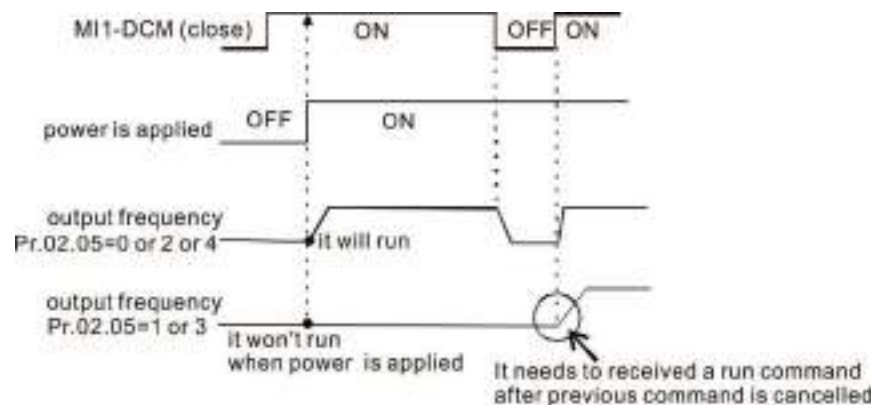 MI1-DCM (close)
ON
OFF
ON
power is applied
OFF
ON
output frequency
Pr.02.05=0 or 2 or 4
it will run
output frequency
Pr.02.05=1 or 3
it won't run
when power is applied
It needs to received a run command
after previous command is cancelled